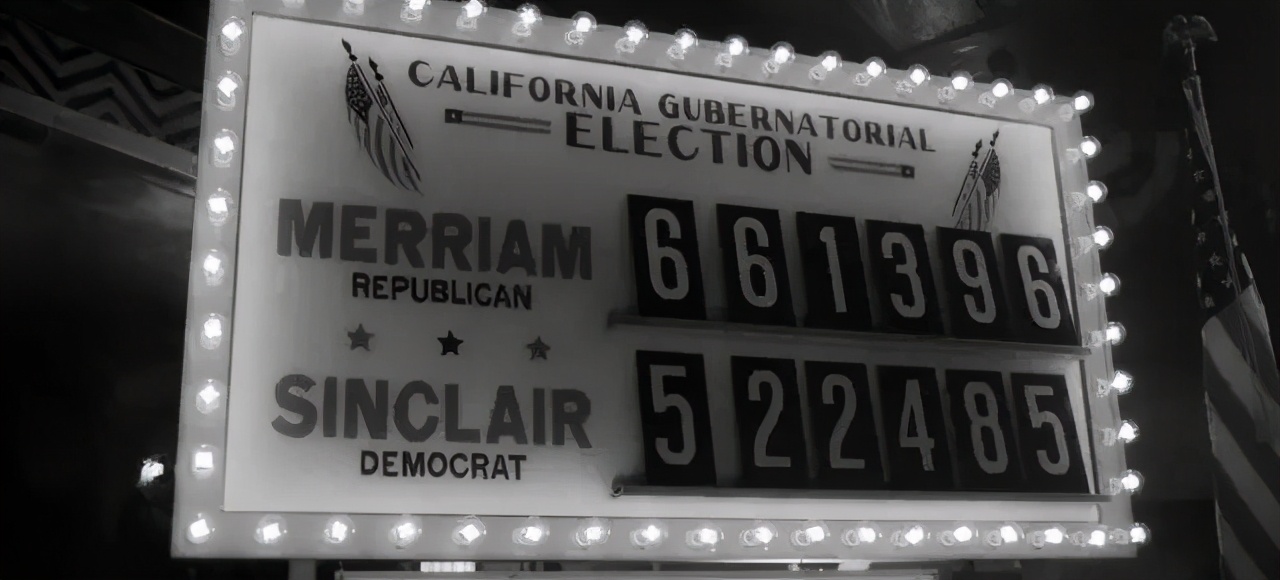 CALIFORNIA GUBERNATORIAL
ELECTION
MERRIAM 661396
REPUBLICAN
SINCLAIR 522485
DEMOCRAT